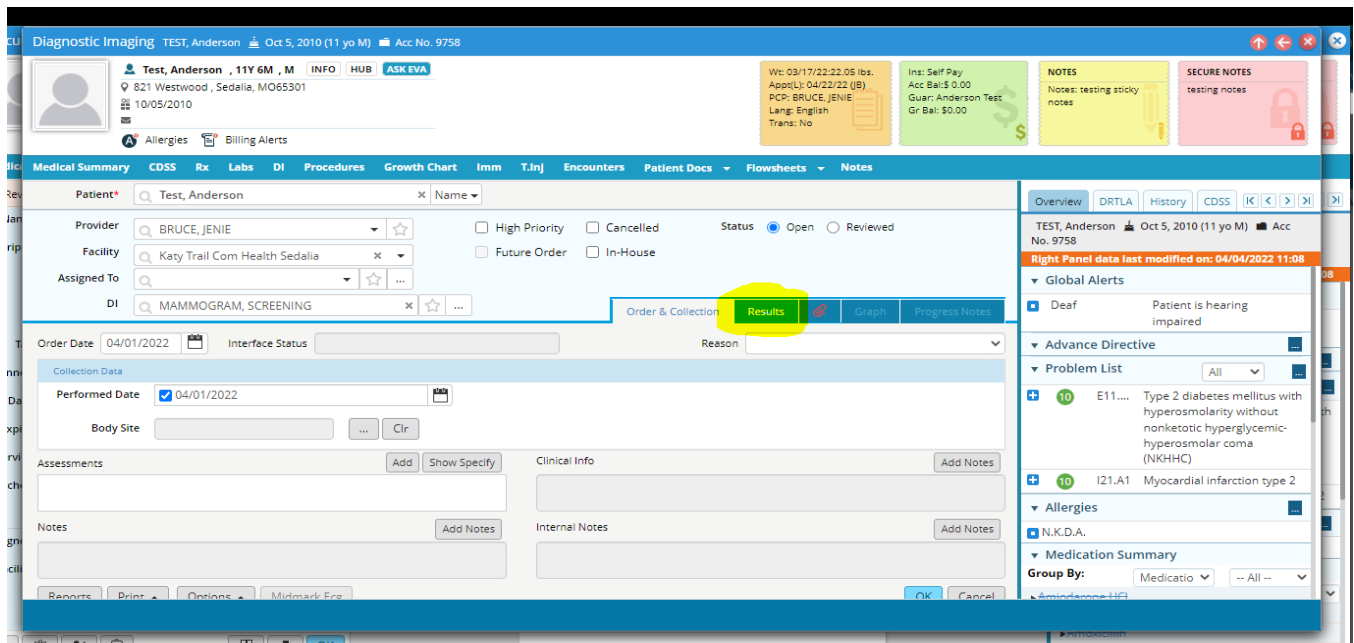 Diagnostic Imaging TEST, Anderson Oct 5, 2010 (11 yo M) Acc No. 9758
Test, Anderson , 11Y 6M , M INFO HUB ASK EVA
821 Westwood , Sedalia, MO65301
10/05/2010
Allergies Billing Alerts
Wt: 03/17/22:22.05 lbs.
Appt(L): 04/22/22 (JB)
PCP: BRUCE, JENIE
Lang: English
Trans: No
Ins: Self Pay
Acc Bal:$ 0.00
Guar: Anderson Test
Gr Bal: $0.00
NOTES
Notes: testing sticky
notes
SECURE NOTES
testing notes
Medical Summary CDSS Rx Labs DI Procedures Growth Chart Imm T.Inj Encounters Patient Docs Flowsheets Notes
Patient* Test, Anderson Name
Provider BRUCE, JENIE High Priority Cancelled Status Open Reviewed
Facility Katy Trail Com Health Sedalia Future Order In-House
Assigned To
DI MAMMOGRAM, SCREENING ...
Order & Collection Results Graph Progress Notes
Order Date 04/01/2022 Interface Status Reason
Collection Data
Performed Date 04/01/2022
Body Site ... Clr
Assessments Add Show Specify Clinical Info Add Notes
Notes Add Notes Internal Notes Add Notes
Reports Print Options Midmark Ecg OK Cancel
Overview DRTLA History CDSS
TEST, Anderson Oct 5, 2010 (11 yo M) Acc
No. 9758
Right Panel data last modified on: 04/04/2022 11:08
Global Alerts
Deaf Patient is hearing
impaired
Advance Directive ...
Problem List All ...
10 E11.... Type 2 diabetes mellitus with
hyperosmolarity without
nonketotic hyperglycemic-
hyperosmolar coma
(NKHHC)
10 I21.A1 Myocardial infarction type 2
Allergies ...
N.K.D.A.
Medication Summary
Group By: Medicatio -- All --
Amiodarone HCl
Amoxicillin